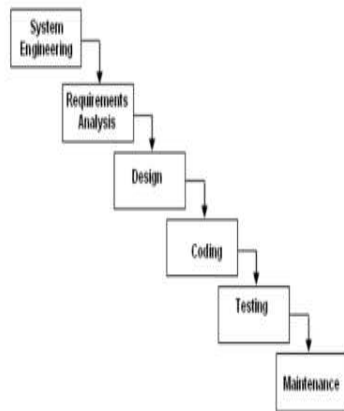 System
Engineering
Requirements
Analysis
Design
Coding
Testing
Maintenance